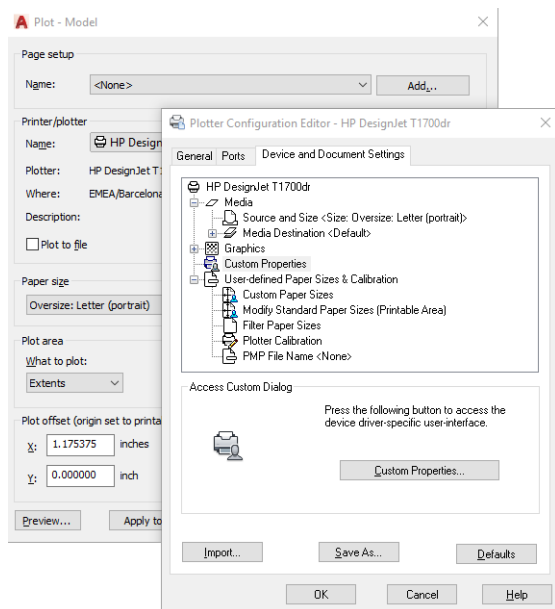 Plot - Model
Page setup
Name:
<None>
Add...
Printer/plotter
Name:
HP Design
Plotter:
HP DesignJet T1
Where:
EMEA/Barcelona
Description:
Plot to file
Paper size
Oversize: Letter (portrait)
Plot area
What to plot:
Extents
Plot offset (origin set to printa
X:
1.175375
inches
Y:
0.000000
inch
Preview...
Apply to
Plotter Configuration Editor - HP DesignJet T1700dr
General
Ports
Device and Document Settings
HP DesignJet T1700dr
Media
Source and Size <Size: Oversize: Letter (portrait)>
Media Destination <Default>
Graphics
Custom Properties
User-defined Paper Sizes & Calibration
Custom Paper Sizes
Modify Standard Paper Sizes (Printable Area)
Filter Paper Sizes
Plotter Calibration
PMP File Name <None>
Access Custom Dialog
Press the following button to access the
device driver-specific user-interface.
Custom Properties...
Import...
Save As...
Defaults
OK
Cancel
Help